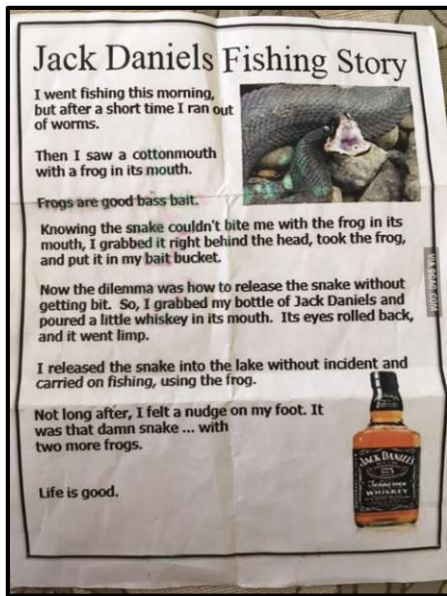 Jack Daniels Fishing Story
I went fishing this morning,
but after a short time I ran out
of worms.
Then I saw a cottonmouth
with a frog in its mouth.
Frogs are good bass bait.
Knowing the snake couldn't bite me with the frog in its
mouth, I grabbed it right behind the head, took the frog,
and put it in my bait bucket.
Now the dilemma was how to release the snake without
getting bit. So, I grabbed my bottle of Jack Daniels and
poured a little whiskey in its mouth. Its eyes rolled back,
and it went limp.
I released the snake into the lake without incident and
carried on fishing, using the frog.
Not long after, I felt a nudge on my foot. It
was that damn snake ... with
two more frogs.
Life is good.
VIA 9GAG.COM
JACK DANIEL'S
Tennessee
WHISKEY